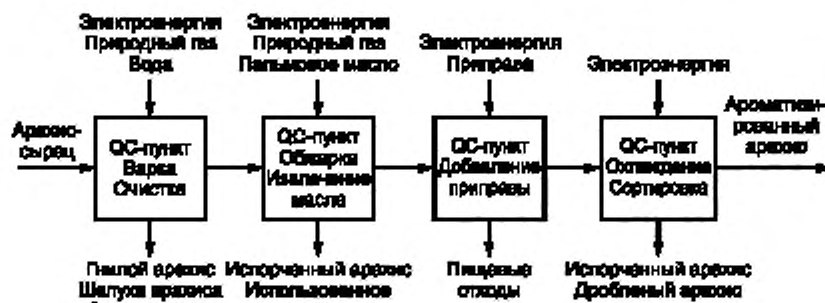 Электроэнергия
Природный газ
Вода
Электроэнергия
Природный газ
Пальмовое масло
Электроэнергия
Приправа
Электроэнергия
Арахис-
сырец
QC-пункт
Варка
Очистка
QC-пункт
Обжарка
Извлечение
масла
QC-пункт
Добавление
приправы
QC-пункт
Охлаждение
Сортировка
Ароматизи-
рованный
арахис
Гнилой арахис
Шелуха арахиса
Испорченный арахис
Использованное
Пищевые
отходы
Испорченный арахис
Дробленый арахис